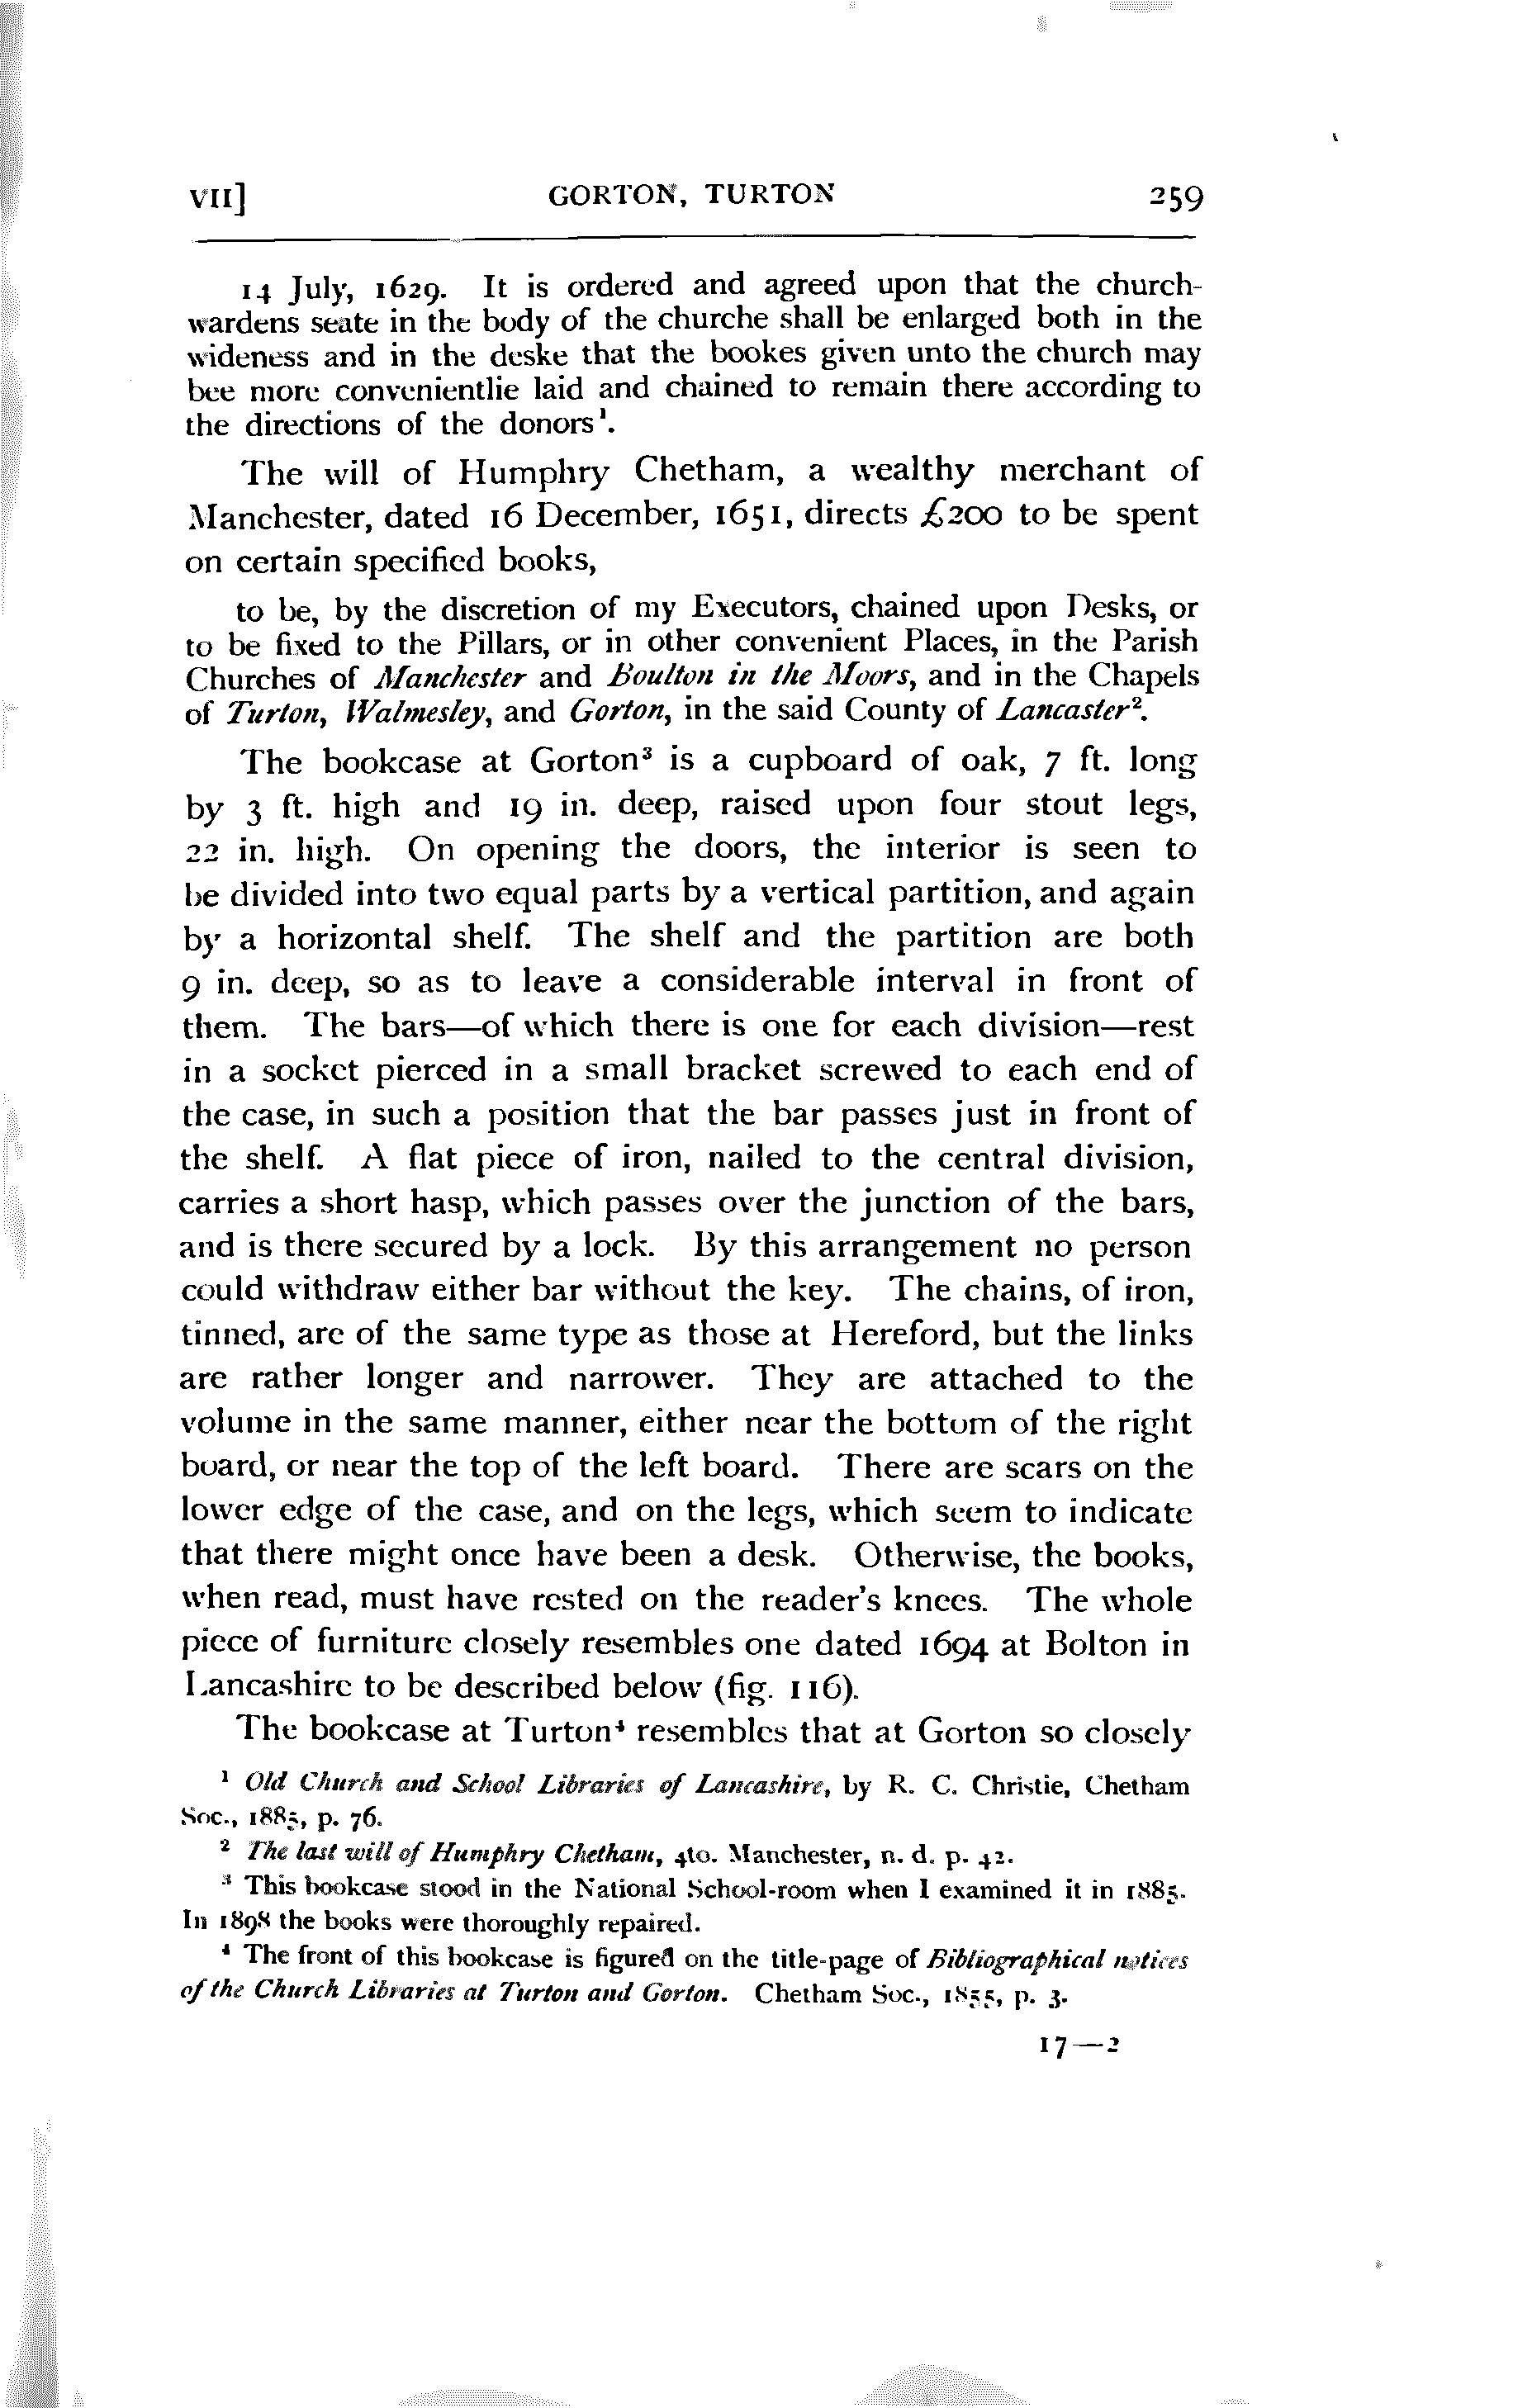 VII] GORTON, TURTON 259
14 July, 1629. It is ordered and agreed upon that the church-
wardens seate in the body of the churche shall be enlarged both in the
wideness and in the deske that the bookes given unto the church may
bee more convenientlie laid and chained to remain there according to
the directions of the donors¹.
The will of Humphry Chetham, a wealthy merchant of
Manchester, dated 16 December, 1651, directs £200 to be spent
on certain specified books,
to be, by the discretion of my Executors, chained upon Desks, or
to be fixed to the Pillars, or in other convenient Places, in the Parish
Churches of Manchester and Boulton in the Moors, and in the Chapels
of Turton, Walmesley, and Gorton, in the said County of Lancaster².
The bookcase at Gorton³ is a cupboard of oak, 7 ft. long
by 3 ft. high and 19 in. deep, raised upon four stout legs,
22 in. high. On opening the doors, the interior is seen to
be divided into two equal parts by a vertical partition, and again
by a horizontal shelf. The shelf and the partition are both
9 in. deep, so as to leave a considerable interval in front of
them. The bars—of which there is one for each division—rest
in a socket pierced in a small bracket screwed to each end of
the case, in such a position that the bar passes just in front of
the shelf. A flat piece of iron, nailed to the central division,
carries a short hasp, which passes over the junction of the bars,
and is there secured by a lock. By this arrangement no person
could withdraw either bar without the key. The chains, of iron,
tinned, are of the same type as those at Hereford, but the links
are rather longer and narrower. They are attached to the
volume in the same manner, either near the bottom of the right
board, or near the top of the left board. There are scars on the
lower edge of the case, and on the legs, which seem to indicate
that there might once have been a desk. Otherwise, the books,
when read, must have rested on the reader's knees. The whole
piece of furniture closely resembles one dated 1694 at Bolton in
Lancashire to be described below (fig. 116).
The bookcase at Turton⁴ resembles that at Gorton so closely
¹ Old Church and School Libraries of Lancashire, by R. C. Christie, Chetham
Soc., 1885, p. 76.
² The last will of Humphry Chetham, 4to. Manchester, n. d. p. 42.
³ This bookcase stood in the National School-room when I examined it in 1885.
In 1898 the books were thoroughly repaired.
⁴ The front of this bookcase is figured on the title-page of Bibliographical notices
of the Church Libraries at Turton and Gorton. Chetham Soc., 1855, p. 3.
17—2